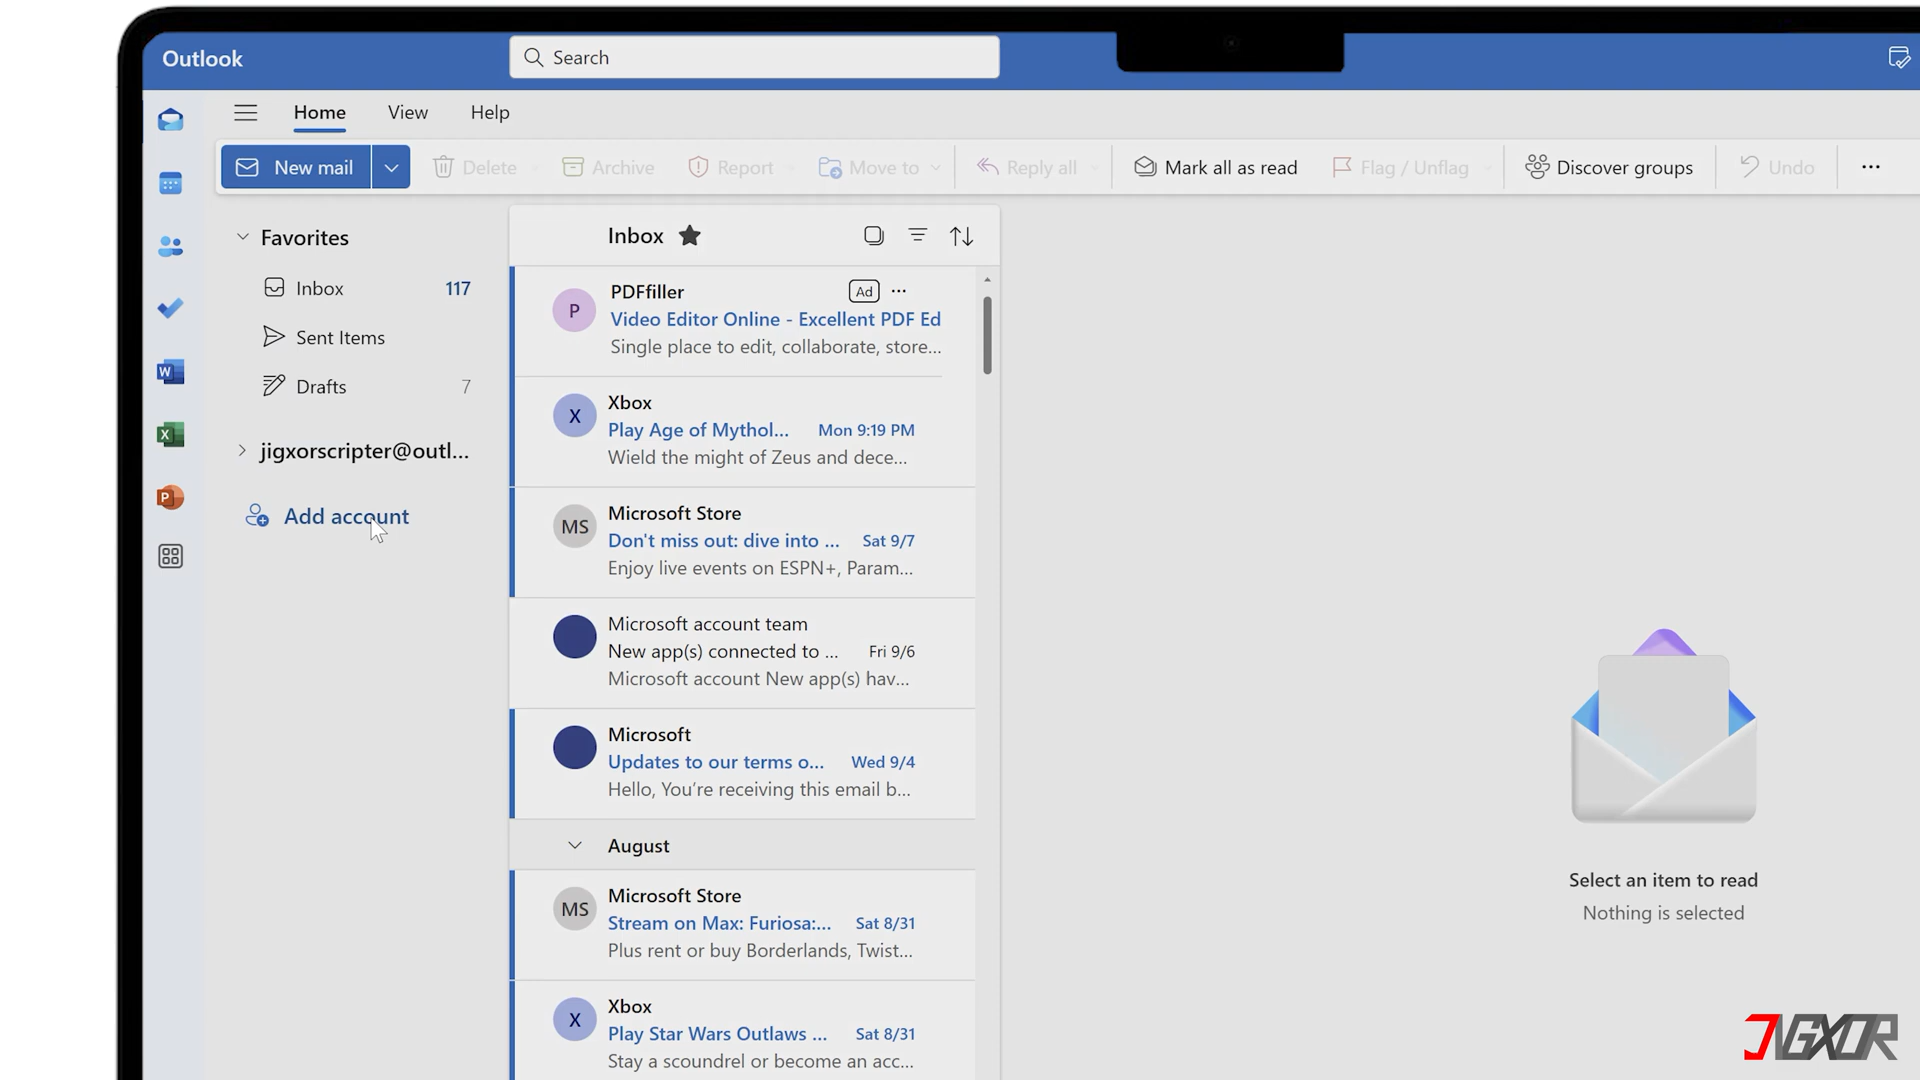 Outlook
Search
Home View Help
New mail Delete Archive Report Move to Reply all Mark all as read Flag / Unflag Discover groups Undo
Favorites
Inbox 117
Sent Items
Drafts 7
jigxorscripter@outl...
Add account
Inbox
P
PDFfiller Ad
Video Editor Online - Excellent PDF Ed
Single place to edit, collaborate, store...
X
Xbox
Play Age of Mythol... Mon 9:19 PM
Wield the might of Zeus and dece...
MS
Microsoft Store
Don't miss out: dive into ... Sat 9/7
Enjoy live events on ESPN+, Param...
Microsoft account team
New app(s) connected to ... Fri 9/6
Microsoft account New app(s) hav...
Microsoft
Updates to our terms o... Wed 9/4
Hello, You’re receiving this email b...
August
MS
Microsoft Store
Stream on Max: Furiosa:... Sat 8/31
Plus rent or buy Borderlands, Twist...
X
Xbox
Play Star Wars Outlaws ... Sat 8/31
Stay a scoundrel or become an acc...
W
X
P
Select an item to read
Nothing is selected
JIGXOR